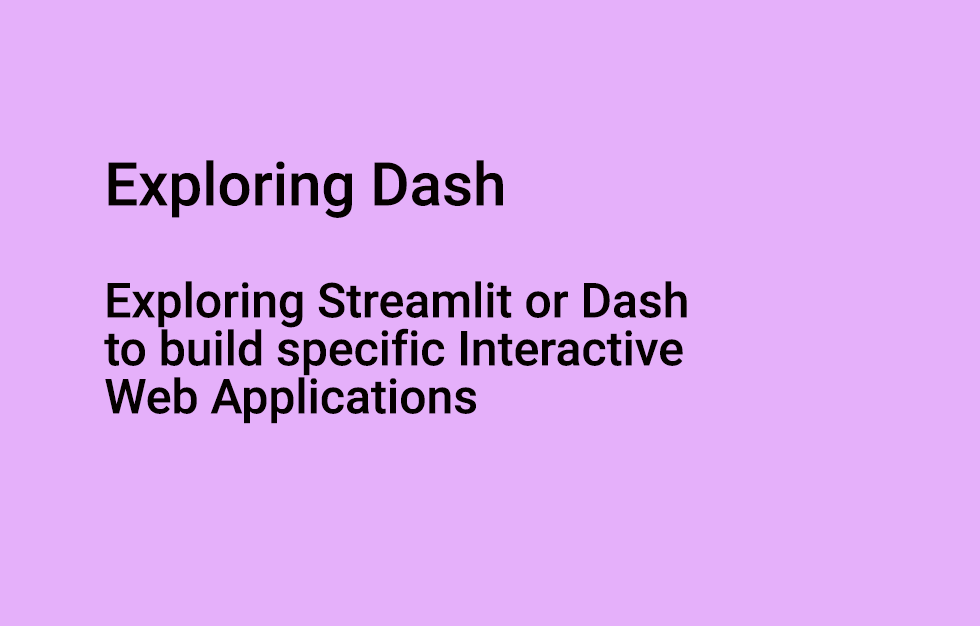 Exploring Dash
Exploring Streamlit or Dash
to build specific Interactive
Web Applications